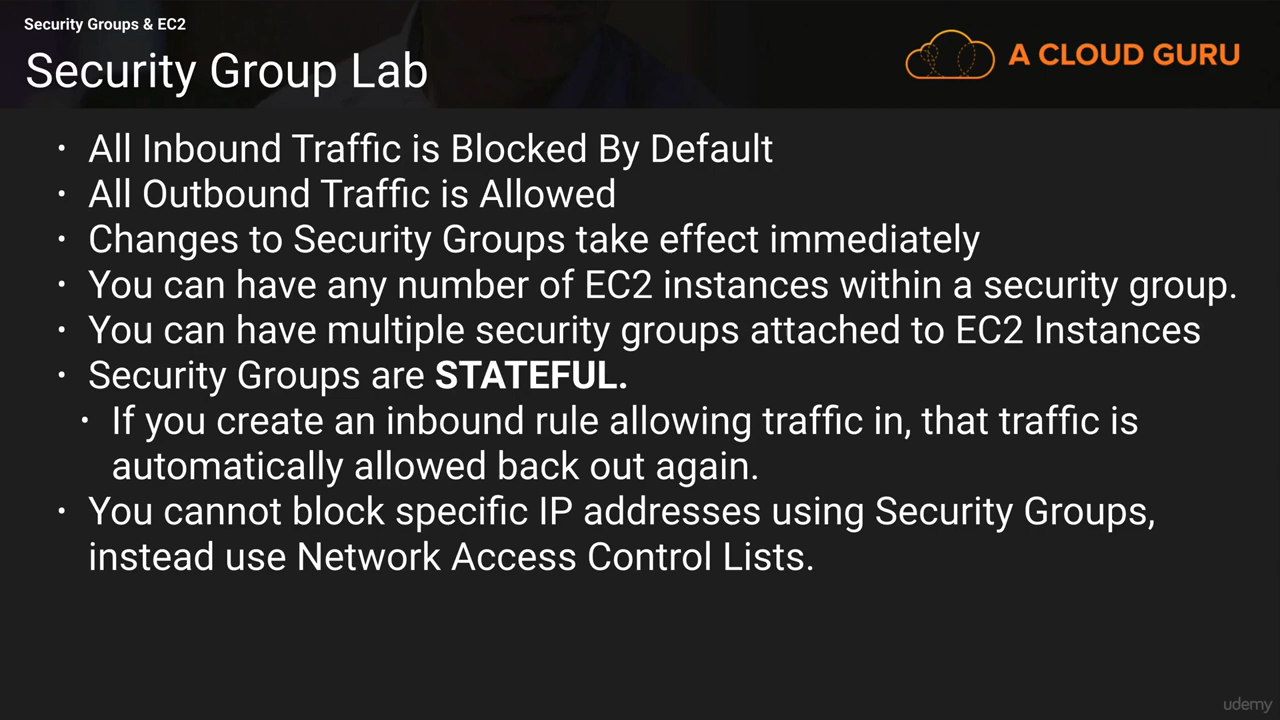 Security Groups & EC2
Security Group Lab
A CLOUD GURU
• All Inbound Traffic is Blocked By Default
• All Outbound Traffic is Allowed
• Changes to Security Groups take effect immediately
• You can have any number of EC2 instances within a security group.
• You can have multiple security groups attached to EC2 Instances
• Security Groups are STATEFUL.
• If you create an inbound rule allowing traffic in, that traffic is
automatically allowed back out again.
• You cannot block specific IP addresses using Security Groups,
instead use Network Access Control Lists.
udemy